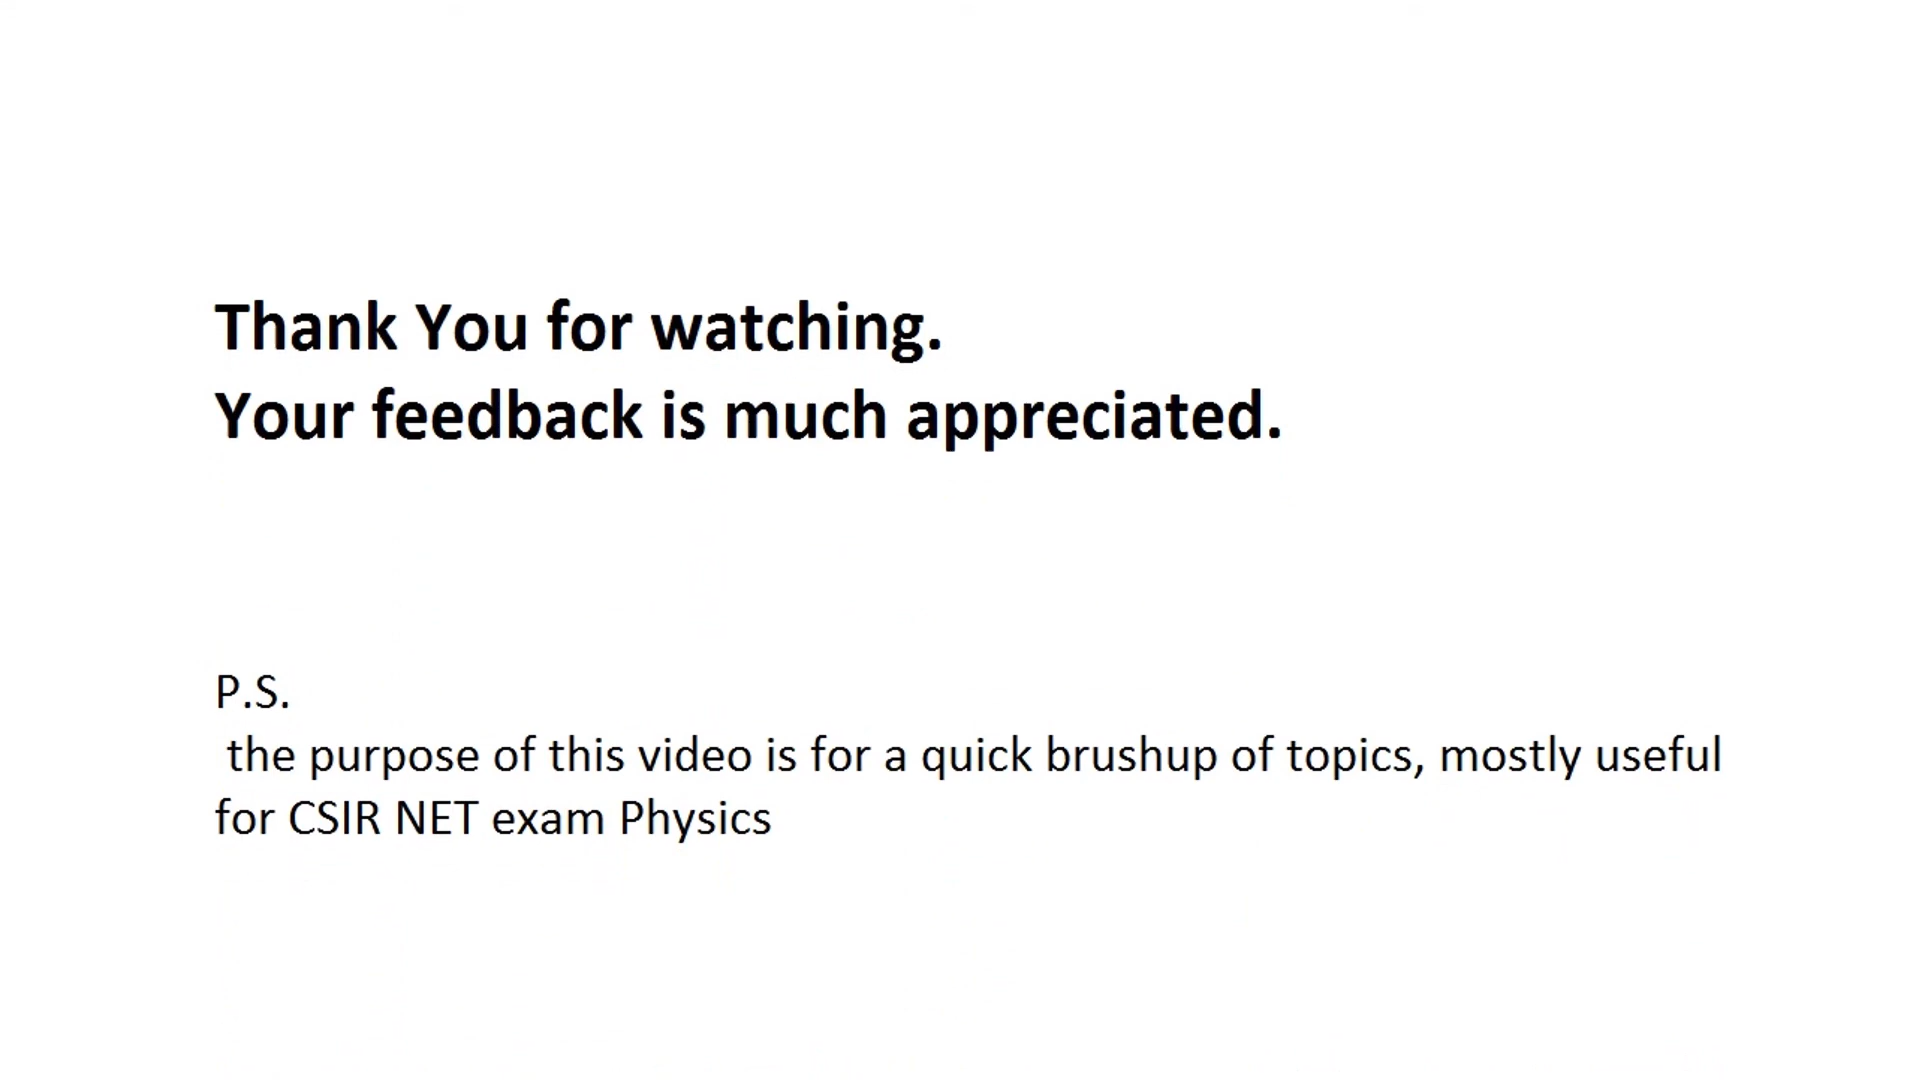 Thank You for watching.
Your feedback is much appreciated.
P.S.
the purpose of this video is for a quick brushup of topics, mostly useful
for CSIR NET exam Physics